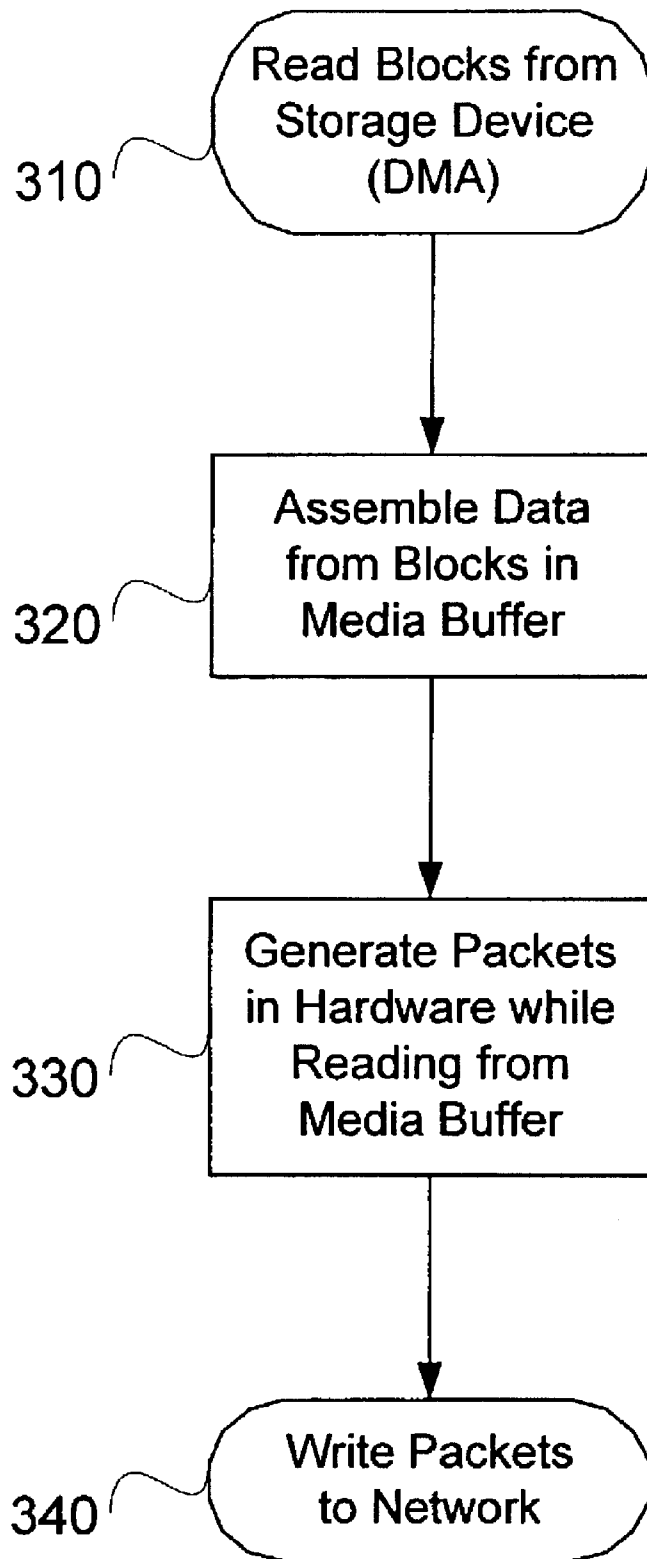 Read Blocks from
Storage Device
(DMA)
310
Assemble Data
from Blocks in
Media Buffer
320
Generate Packets
in Hardware while
Reading from
Media Buffer
330
Write Packets
to Network
340